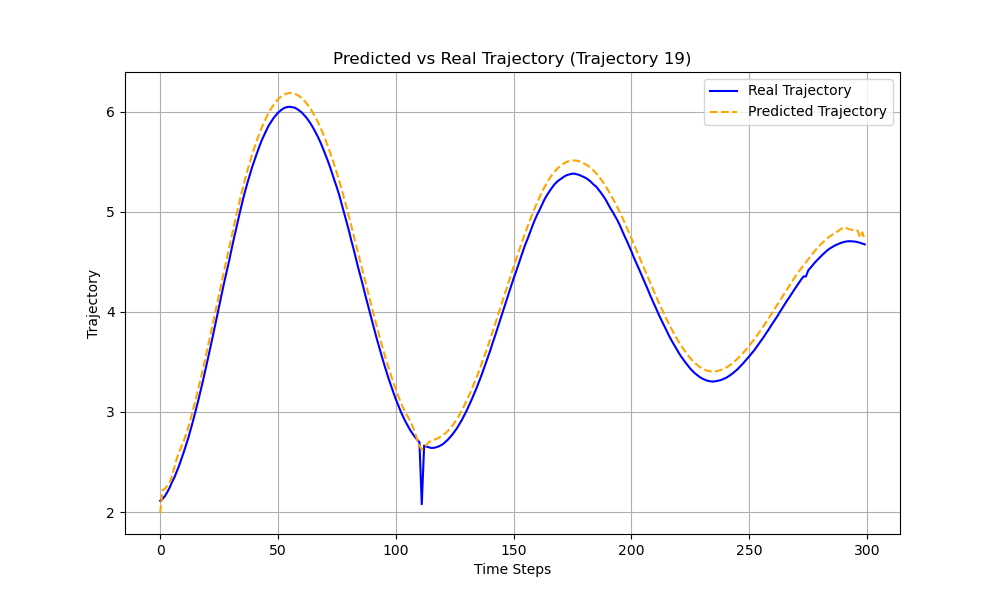 Predicted vs Real Trajectory (Trajectory 19)
Real Trajectory
Predicted Trajectory
6
5
4
3
2
Trajectory
0 50 100 150 200 250 300
Time Steps